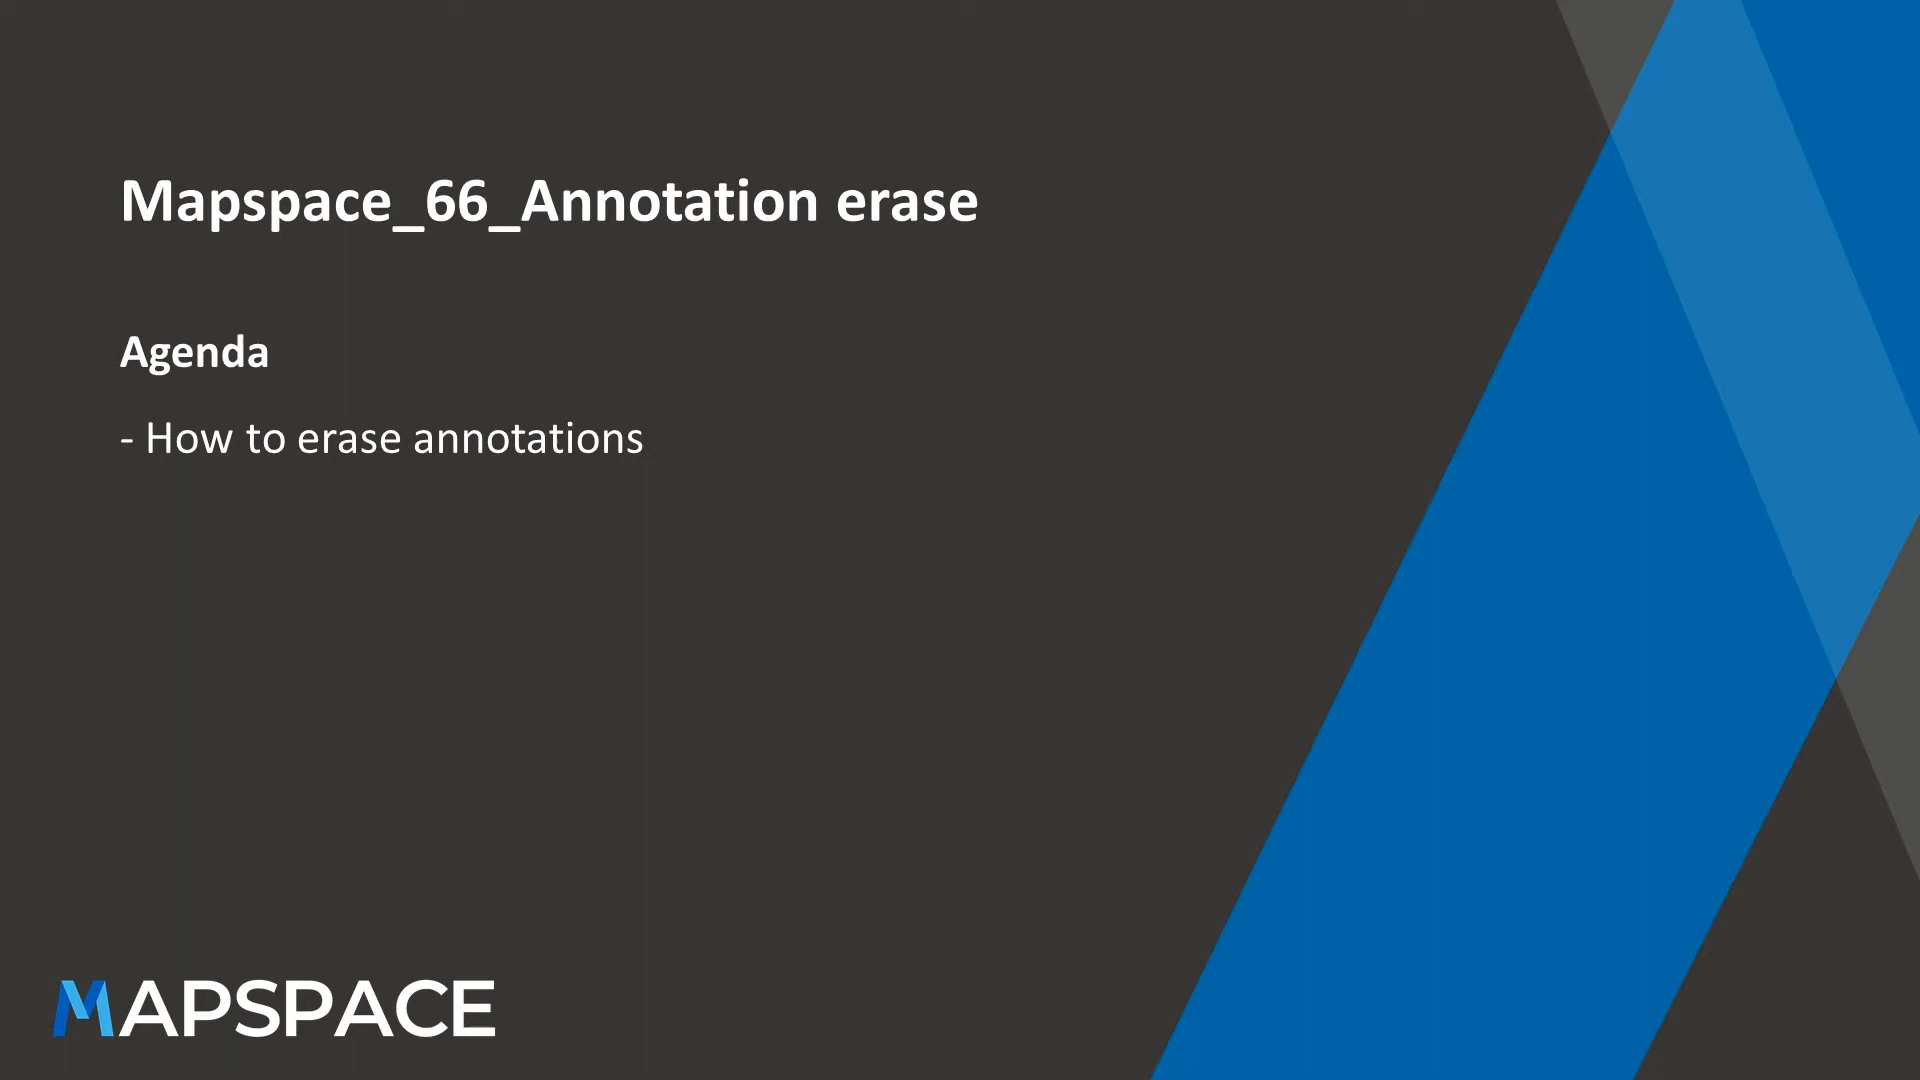 Mapspace_66_Annotation erase
Agenda
- How to erase annotations
MAPSPACE